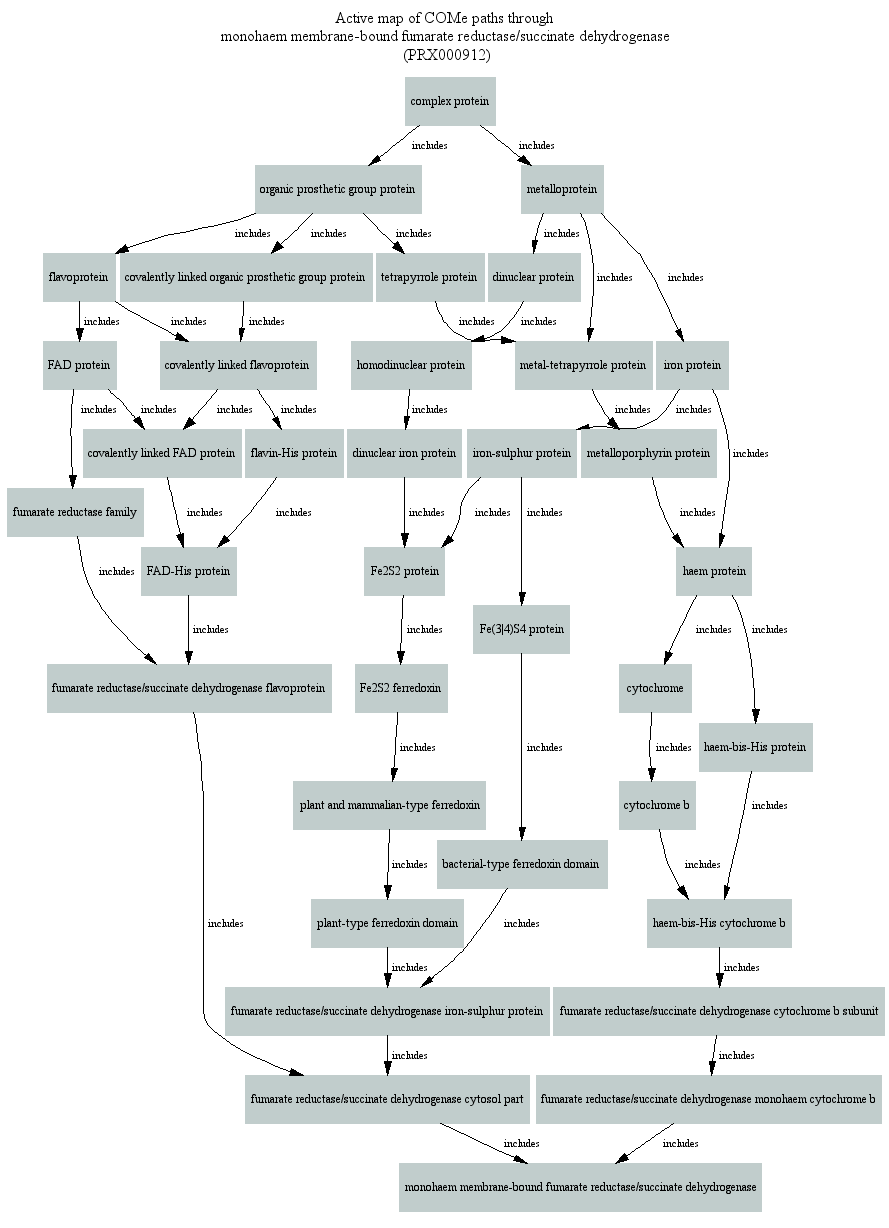 Active map of COMe paths through
monohaem membrane-bound fumarate reductase/succinate dehydrogenase
(PRX000912)
complex protein
includes
includes
organic prosthetic group protein
metalloprotein
includes
includes
includes
includes
includes
includes
flavoprotein
covalently linked organic prosthetic group protein
tetrapyrrole protein
dinuclear protein
includes
includes
includes
includes
includes
FAD protein
covalently linked flavoprotein
homodinuclear protein
metal-tetrapyrrole protein
iron protein
includes
includes
includes
includes
includes
includes
includes
includes
covalently linked FAD protein
flavin-His protein
dinuclear iron protein
iron-sulphur protein
metalloporphyrin protein
fumarate reductase family
includes
includes
includes
includes
includes
includes
includes
FAD-His protein
Fe2S2 protein
haem protein
includes
includes
includes
includes
Fe(3|4)S4 protein
includes
fumarate reductase/succinate dehydrogenase flavoprotein
Fe2S2 ferredoxin
cytochrome
includes
includes
includes
haem-bis-His protein
plant and mammalian-type ferredoxin
cytochrome b
includes
includes
includes
bacterial-type ferredoxin domain
plant-type ferredoxin domain
haem-bis-His cytochrome b
includes
includes
includes
includes
fumarate reductase/succinate dehydrogenase iron-sulphur protein
fumarate reductase/succinate dehydrogenase cytochrome b subunit
includes
includes
fumarate reductase/succinate dehydrogenase cytosol part
fumarate reductase/succinate dehydrogenase monohaem cytochrome b
includes
includes
monohaem membrane-bound fumarate reductase/succinate dehydrogenase